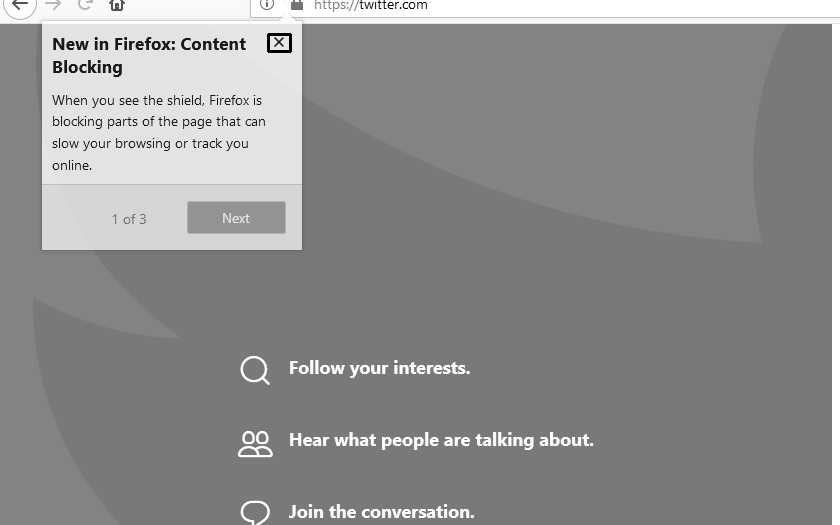 https://twitter.com
New in Firefox: Content
Blocking
When you see the shield, Firefox is
blocking parts of the page that can
slow your browsing or track you
online.
1 of 3
Next
Follow your interests.
Hear what people are talking about.
Join the conversation.